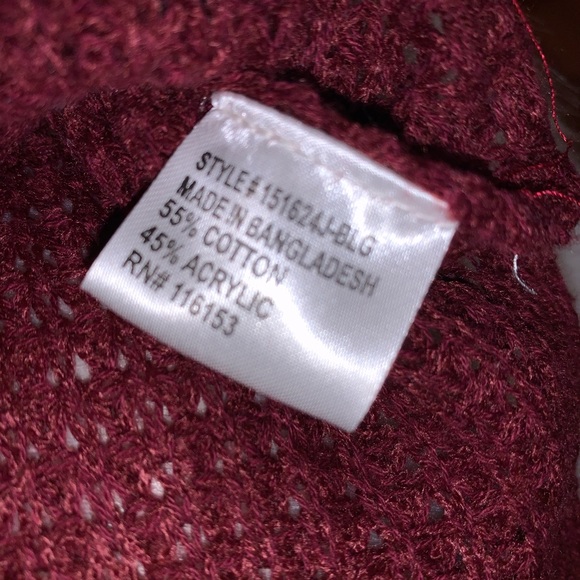 STYLE# 151624J-BLG
MADE IN BANGLADESH
55% COTTON
45% ACRYLIC
RN# 116153